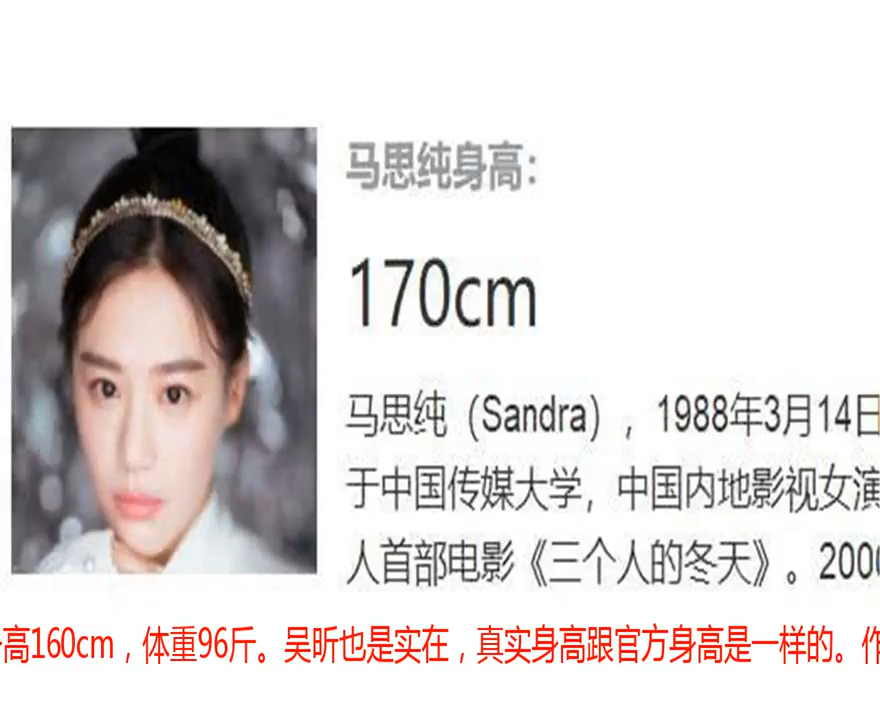 马思纯身高:
170cm
马思纯（Sandra），1988年3月14日
于中国传媒大学，中国内地影视女演
人首部电影《三个人的冬天》。2000
高160cm，体重96斤。吴昕也是实在，真实身高跟官方身高是一样的。作